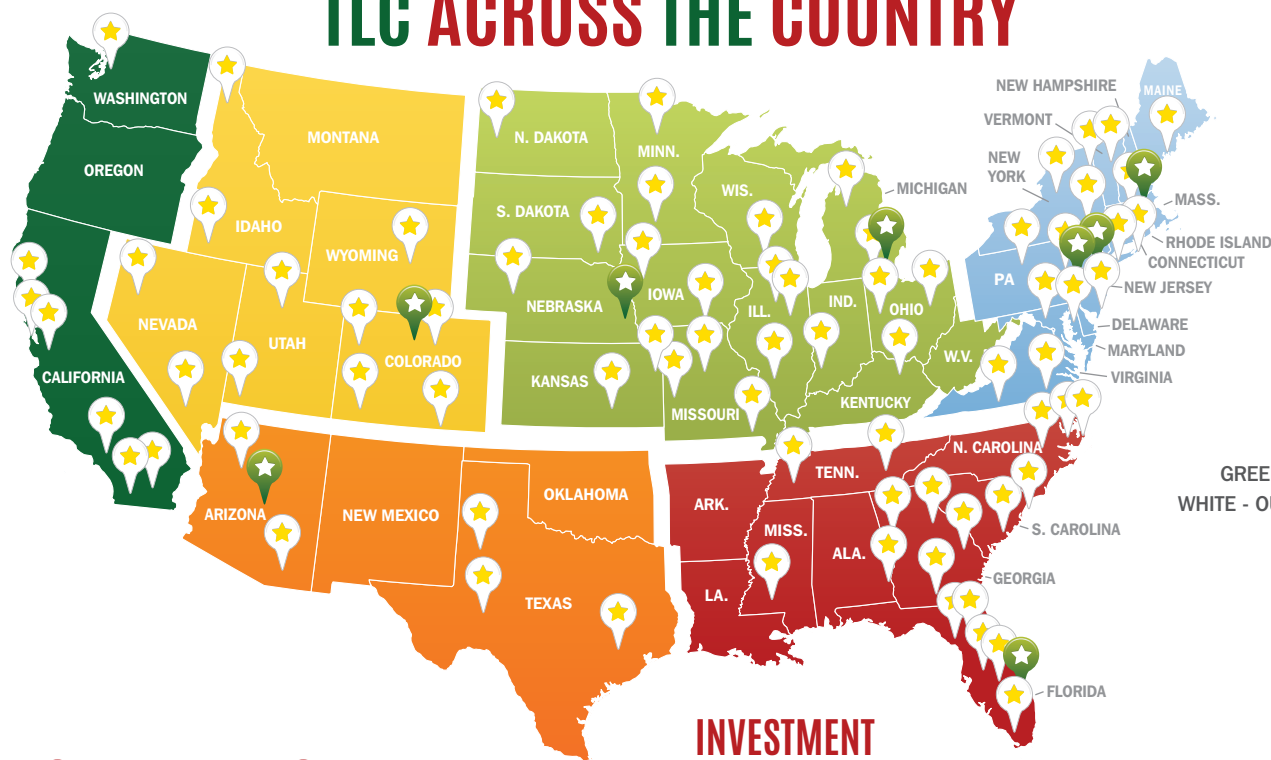 TLC ACROSS THE COUNTRY
WASHINGTON
OREGON
CALIFORNIA
MONTANA
IDAHO
WYOMING
NEVADA
UTAH
COLORADO
ARIZONA
NEW MEXICO
OKLAHOMA
TEXAS
N. DAKOTA
S. DAKOTA
NEBRASKA
KANSAS
MINN.
IOWA
MISSOURI
WIS.
ILL.
IND.
MICHIGAN
OHIO
KENTUCKY
W.V.
ARK.
LA.
MISS.
ALA.
TENN.
N. CAROLINA
S. CAROLINA
GEORGIA
FLORIDA
MAINE
NEW HAMPSHIRE
VERMONT
NEW
YORK
MASS.
RHODE ISLAND
CONNECTICUT
PA
NEW JERSEY
DELAWARE
MARYLAND
VIRGINIA
GREE
WHITE - OU
INVESTMENT